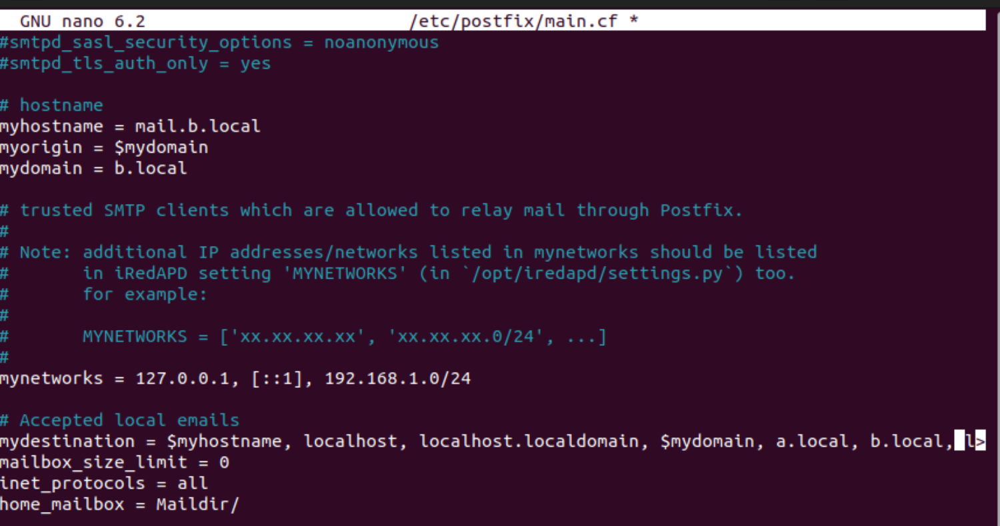 GNU nano 6.2 /etc/postfix/main.cf *
#smtpd_sasl_security_options = noanonymous
#smtpd_tls_auth_only = yes
# hostname
myhostname = mail.b.local
myorigin = $mydomain
mydomain = b.local
# trusted SMTP clients which are allowed to relay mail through Postfix.
#
# Note: additional IP addresses/networks listed in mynetworks should be listed
#       in iRedAPD setting 'MYNETWORKS' (in `/opt/iredapd/settings.py`) too.
#       for example:
#
#       MYNETWORKS = ['xx.xx.xx.xx', 'xx.xx.xx.0/24', ...]
#
mynetworks = 127.0.0.1, [::1], 192.168.1.0/24
# Accepted local emails
mydestination = $myhostname, localhost, localhost.localdomain, $mydomain, a.local, b.local, l>
mailbox_size_limit = 0
inet_protocols = all
home_mailbox = Maildir/